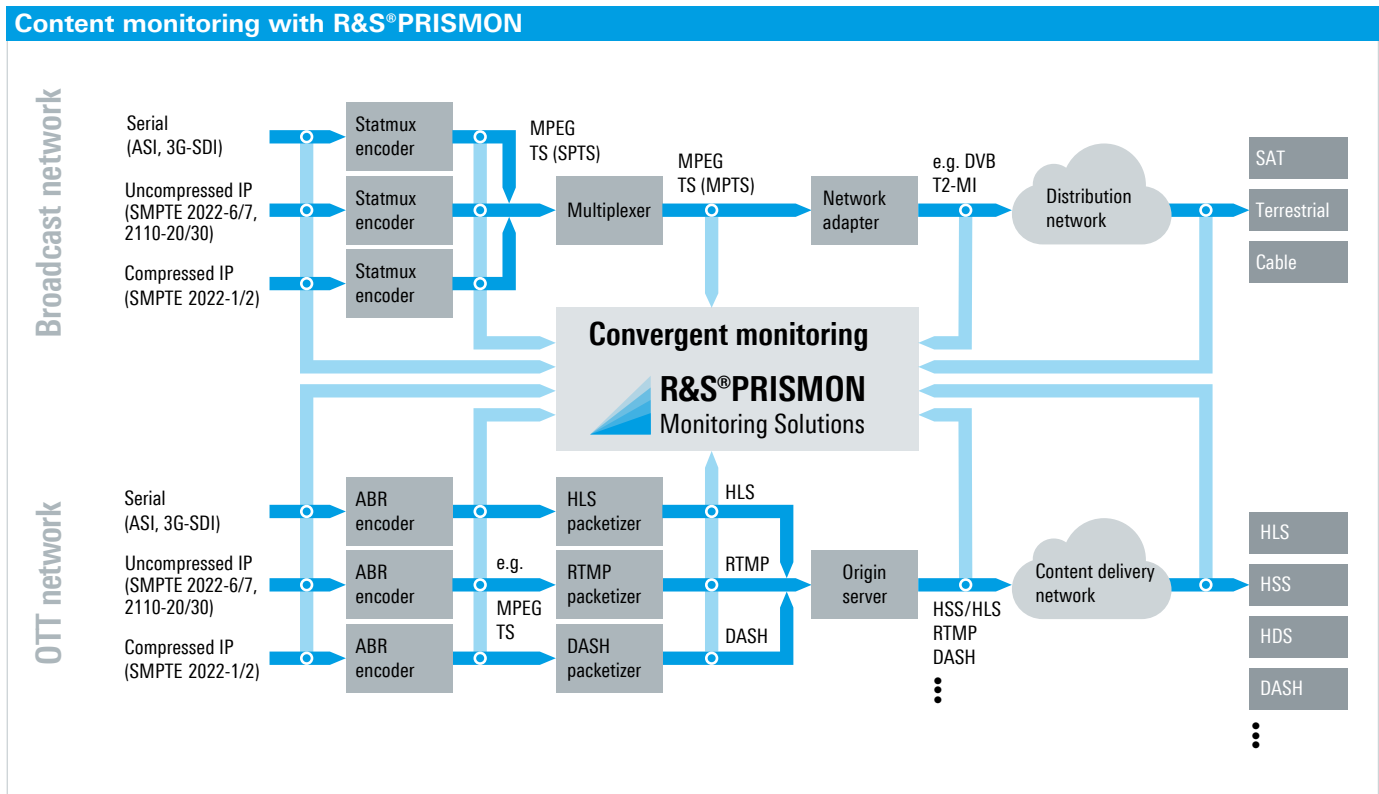 Content monitoring with R&S®PRISMON
Broadcast network
Serial
(ASI, 3G-SDI)
Uncompressed IP
(SMPTE 2022-6/7,
2110-20/30)
Compressed IP
(SMPTE 2022-1/2)
Statmux
encoder
Statmux
encoder
Statmux
encoder
MPEG
TS (SPTS)
Multiplexer
MPEG
TS (MPTS)
Network
adapter
e.g. DVB
T2-MI
Distribution
network
SAT
Terrestrial
Cable
Convergent monitoring
R&S®PRISMON
Monitoring Solutions
OTT network
Serial
(ASI, 3G-SDI)
Uncompressed IP
(SMPTE 2022-6/7,
2110-20/30)
Compressed IP
(SMPTE 2022-1/2)
ABR
encoder
ABR
encoder
ABR
encoder
e.g.
MPEG
TS
HLS
packetizer
RTMP
packetizer
DASH
packetizer
HLS
RTMP
DASH
Origin
server
HSS/HLS
RTMP
DASH
Content delivery
network
HLS
HSS
HDS
DASH